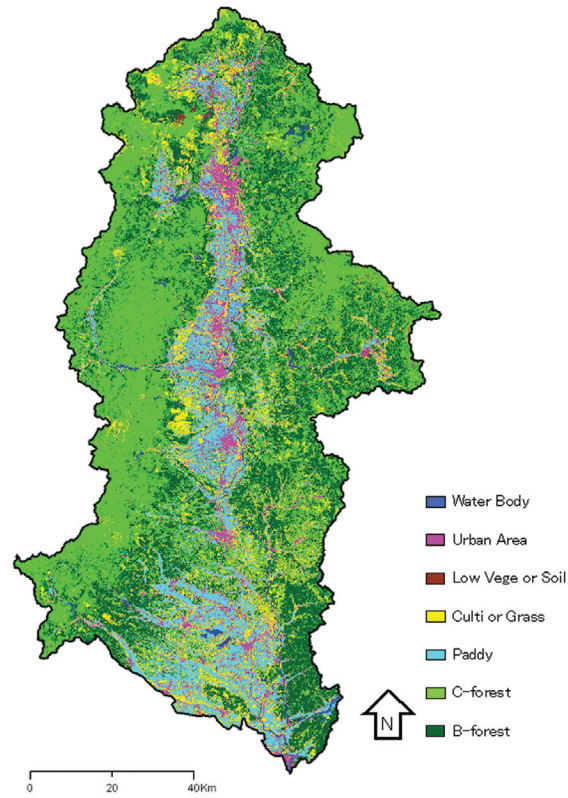 Water Body
Urban Area
Low Vege or Soil
Culti or Grass
Paddy
C-forest
B-forest
N
0 20 40Km